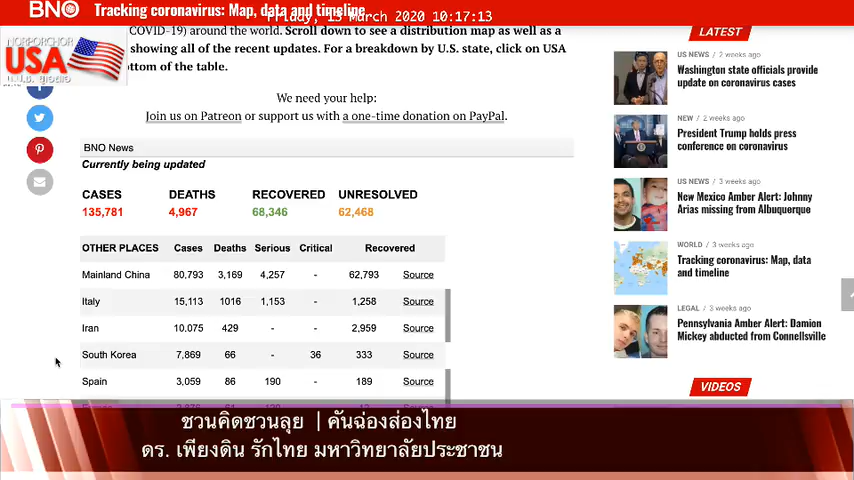 BNO Tracking coronavirus: Map, data and timeline
Friday, 13 March 2020 10:17:13
NORPORCHOR
USA
COVID-19) around the world. Scroll down to see a distribution map as well as a
showing all of the recent updates. For a breakdown by U.S. state, click on USA
ottom of the table.
We need your help:
Join us on Patreon or support us with a one-time donation on PayPal.
BNO News
Currently being updated
CASES DEATHS RECOVERED UNRESOLVED
135,781 4,967 68,346 62,468
OTHER PLACES Cases Deaths Serious Critical Recovered
Mainland China 80,793 3,169 4,257 - 62,793 Source
Italy 15,113 1016 1,153 - 1,258 Source
Iran 10.075 429 - - 2,959 Source
South Korea 7,869 66 - 36 333 Source
Spain 3,059 86 190 - 189 Source
LATEST
US NEWS / 2 weeks ago
Washington state officials provide
update on coronavirus cases
NEW / 2 weeks ago
President Trump holds press
conference on coronavirus
US NEWS / 3 weeks ago
New Mexico Amber Alert: Johnny
Arias missing from Albuquerque
WORLD / 3 weeks ago
Tracking coronavirus: Map, data
and timeline
LEGAL / 3 weeks ago
Pennsylvania Amber Alert: Damion
Mickey abducted from Connellsville
VIDEOS
ชวนคิดชวนลุย | คันฉ่องส่องไทย
ดร. เพียงดิน รักไทย มหาวิทยาลัยประชาชน